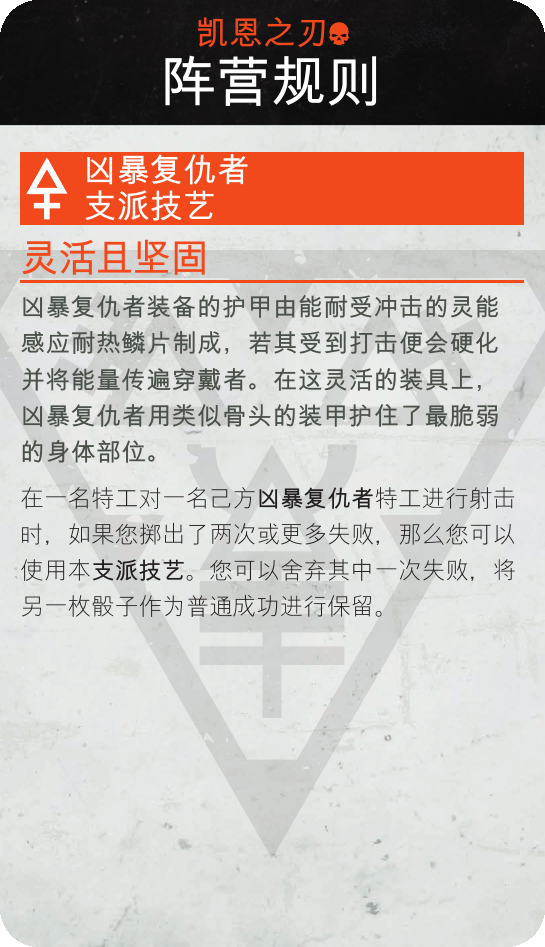 凯恩之刃
阵营规则
凶暴复仇者
支派技艺
灵活且坚固
凶暴复仇者装备的护甲由能耐受冲击的灵能
感应耐热鳞片制成，若其受到打击便会硬化
并将能量传遍穿戴者。在这灵活的装具上，
凶暴复仇者用类似骨头的装甲护住了最脆弱
的身体部位。
在一名特工对一名己方凶暴复仇者特工进行射击
时，如果您掷出了两次或更多失败，那么您可以
使用本支派技艺。您可以舍弃其中一次失败，将
另一枚骰子作为普通成功进行保留。